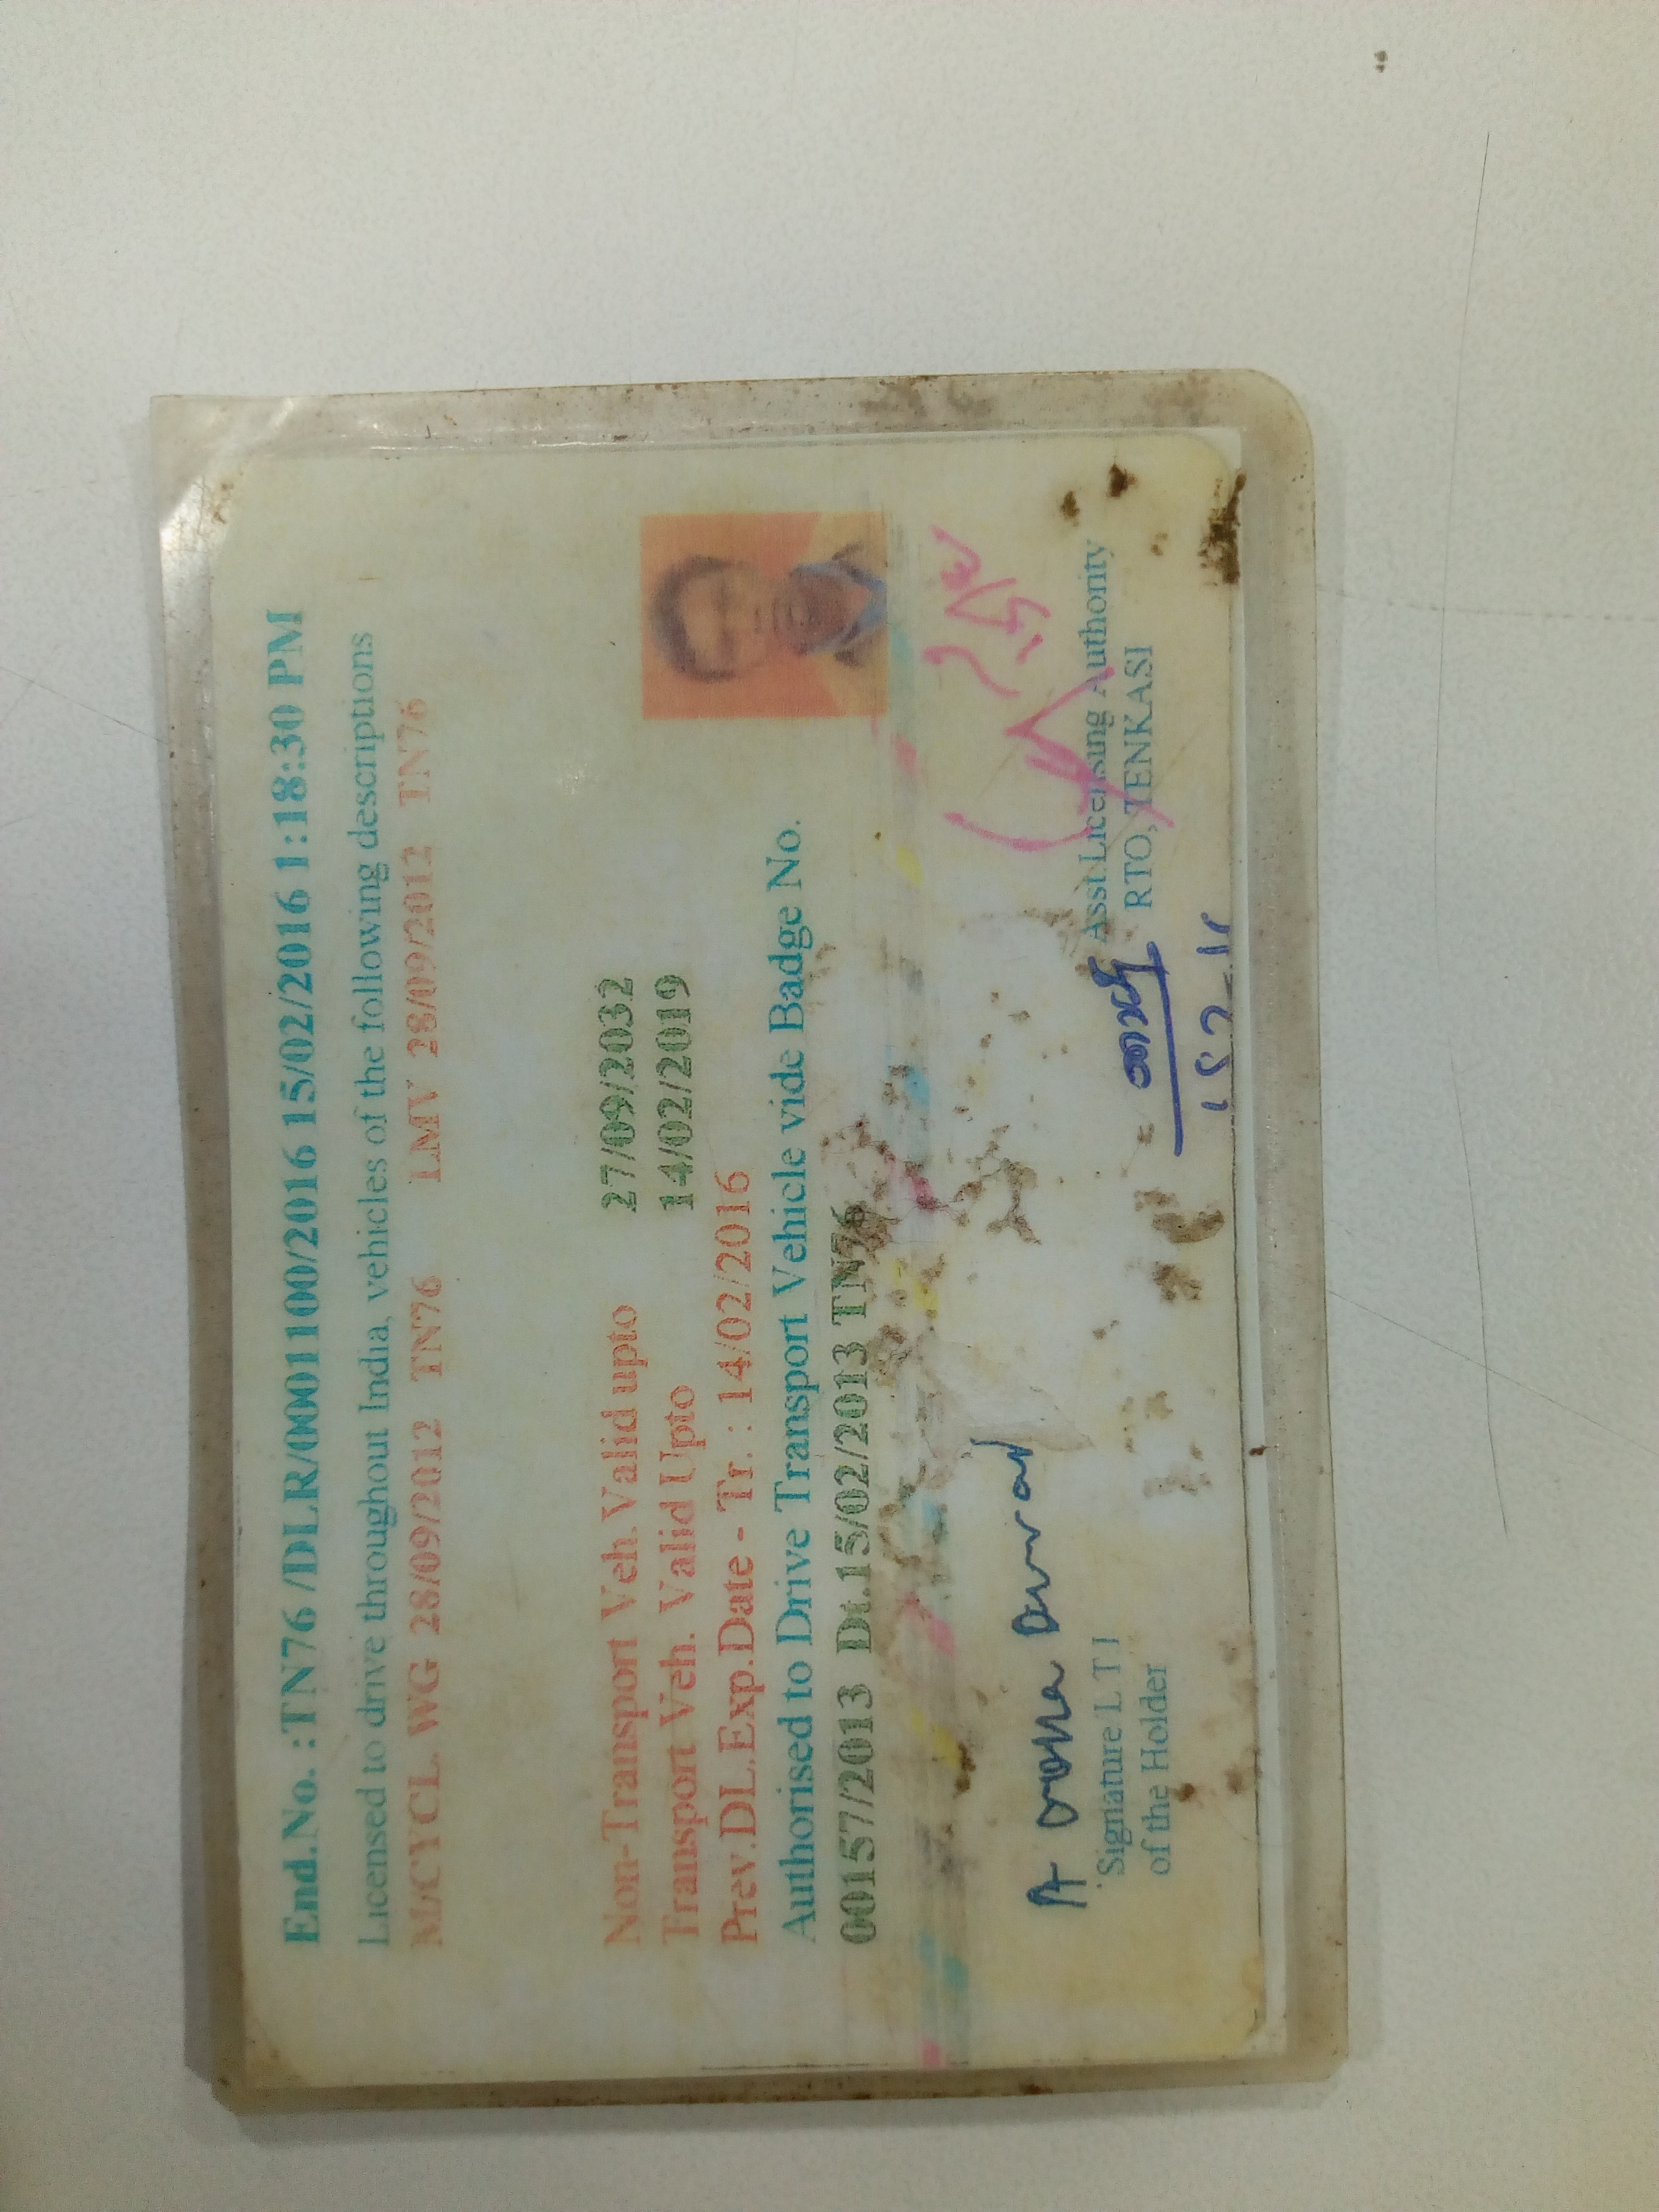 End.No. :TN76 /DLR/0001100/2016 15/02/2016 1:18:30 PM
Licensed to drive throughout India, vehicles of the following descriptions
M/CYCL.WG 28/09/2012 TN76 LMV 28/09/2012 TN76
Non-Transport Veh.Valid upto 27/09/2032
Transport Veh. Valid Upto 14/02/2019
Prev.DL.Exp.Date - Tr. : 14/02/2016
Authorised to Drive Transport Vehicle vide Badge No.
00157/2013 Dt.15/02/2013 TN76
Signature L T I
of the Holder
Asst.Licensing Authority
RTO, TENKASI